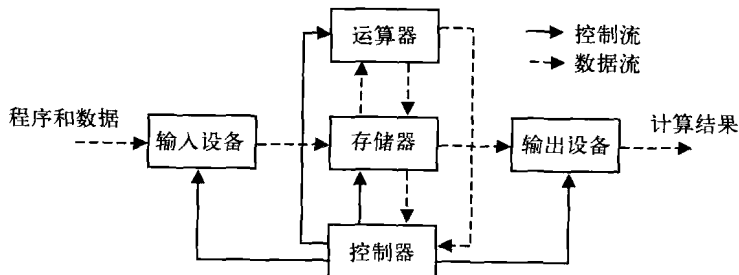 运算器
控制流
数据流
程序和数据
输入设备
存储器
输出设备
计算结果
控制器